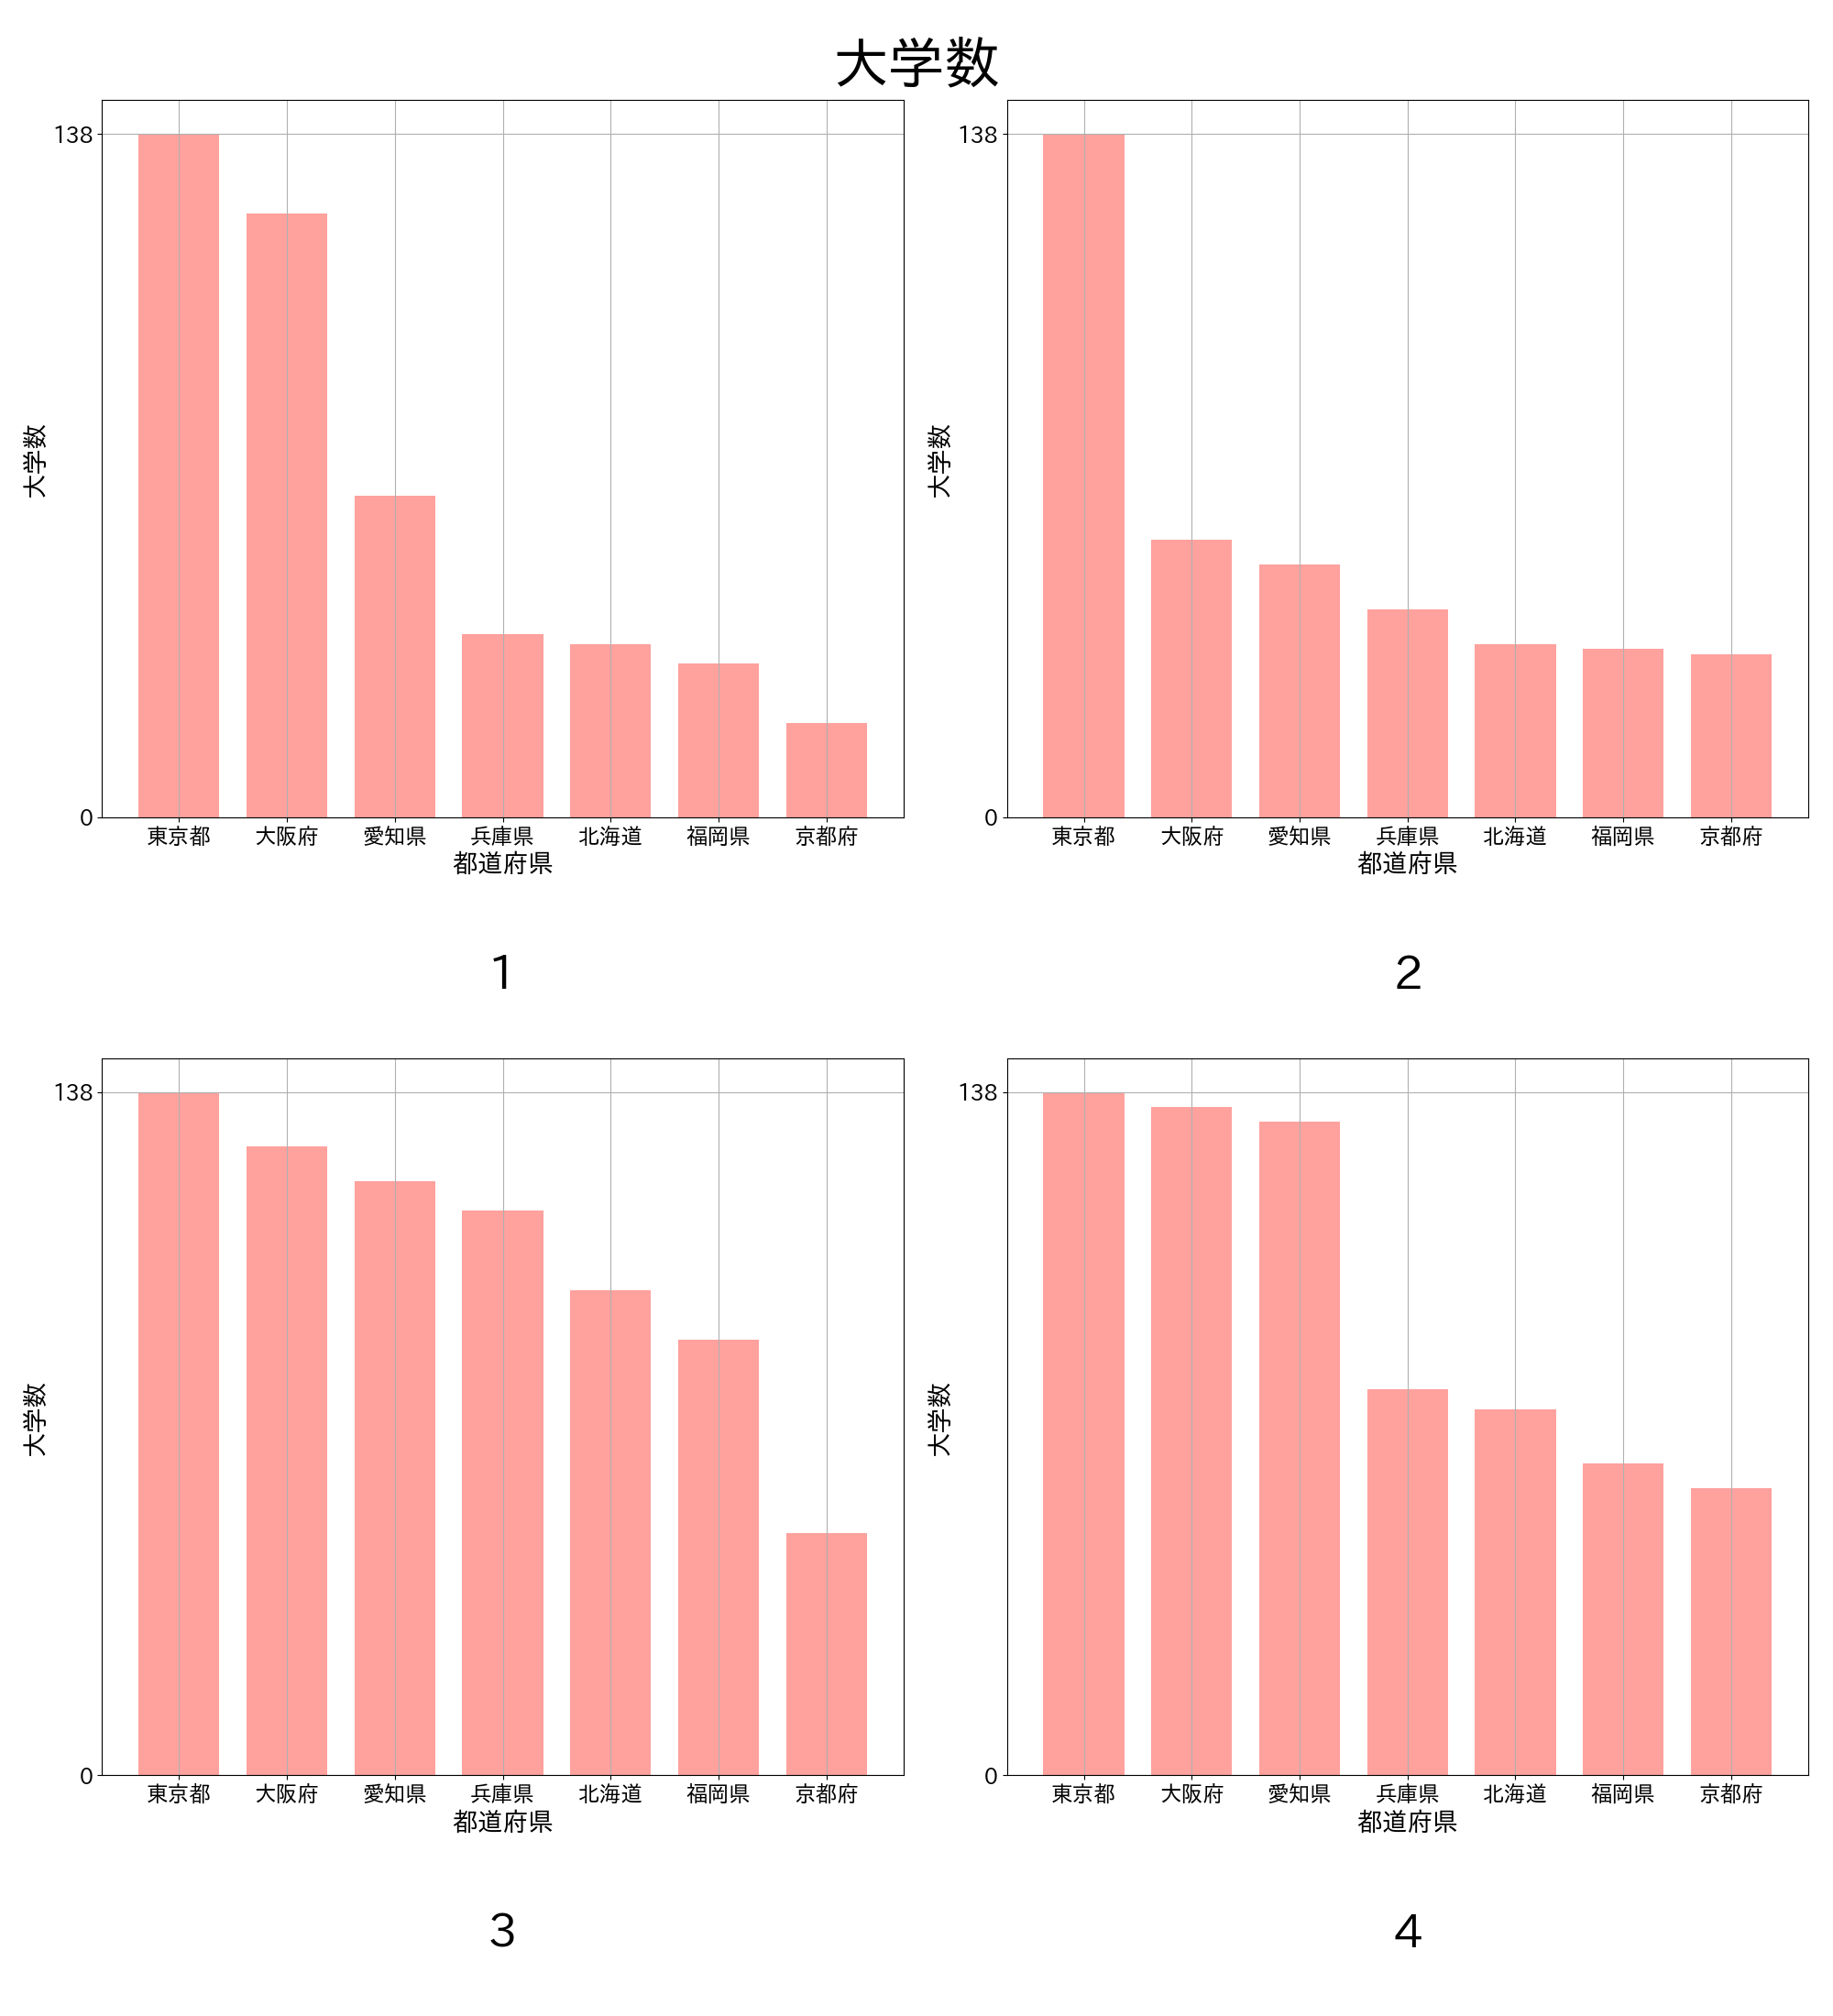 大学数
138
0
大学数
東京都 大阪府 愛知県 兵庫県 北海道 福岡県 京都府
都道府県
1
138
0
大学数
東京都 大阪府 愛知県 兵庫県 北海道 福岡県 京都府
都道府県
2
138
0
大学数
東京都 大阪府 愛知県 兵庫県 北海道 福岡県 京都府
都道府県
3
138
0
大学数
東京都 大阪府 愛知県 兵庫県 北海道 福岡県 京都府
都道府県
4